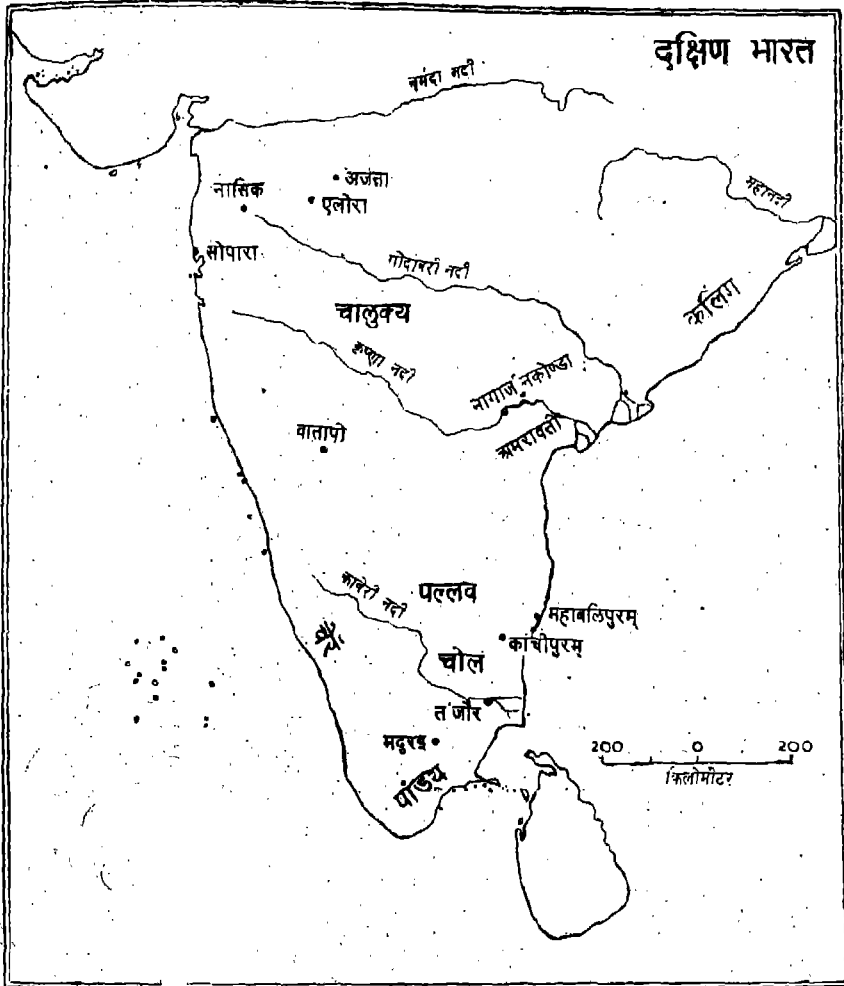 दक्षिण भारत
नर्मदा नदी
अजंता
नासिक
एलोरा
महानदी
सोपारा
गोदावरी नदी
कलिंग
चालुक्य
कृष्णा नदी
नागार्जुनकोण्डा
अमरावती
वातापी
पल्लव
कावेरी नदी
महाबलिपुरम्
कांचीपुरम्
चोल
तंजौर
मदुरइ
पांड्य
200 0 200
किलोमीटर